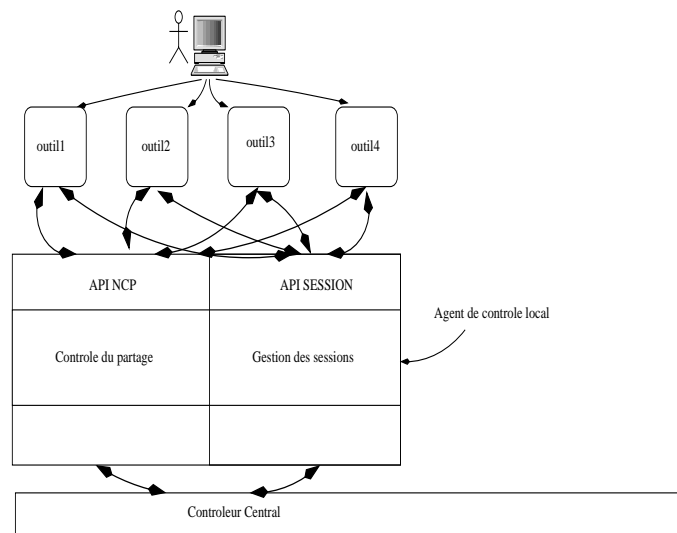 outil1
outil2
outil3
outil4
API NCP
API SESSION
Agent de controle local
Controle du partage
Gestion des sessions
Controleur Central